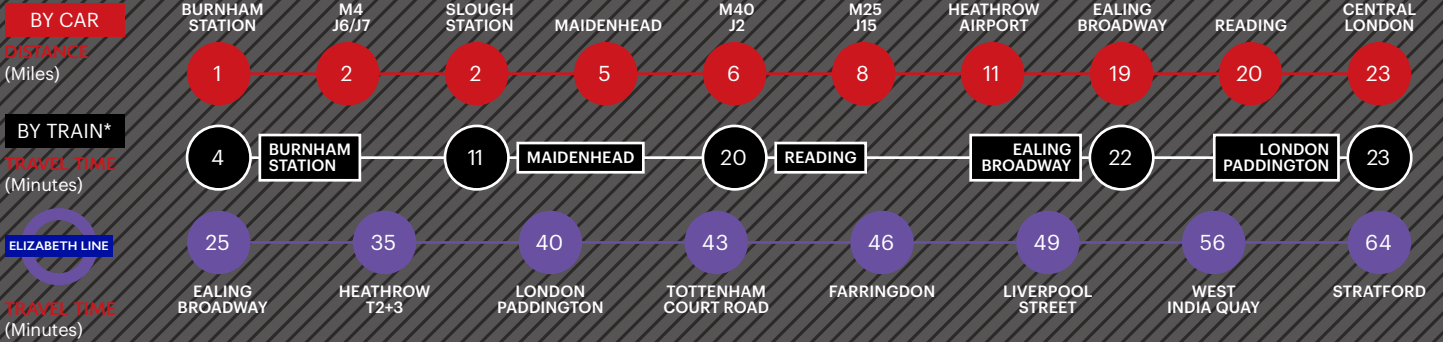 BY CAR
DISTANCE
(Miles)
BURNHAM
STATION
M4
J6/J7
SLOUGH
STATION
MAIDENHEAD
M40
J2
M25
J15
HEATHROW
AIRPORT
EALING
BROADWAY
READING
CENTRAL
LONDON
1 2 2 5 6 8 11 19 20 23
BY TRAIN*
TRAVEL TIME
(Minutes)
4
BURNHAM
STATION
11
MAIDENHEAD
20
READING
EALING
BROADWAY
22
LONDON
PADDINGTON
23
ELIZABETH LINE
TRAVEL TIME
(Minutes)
25 35 40 43 46 49 56 64
EALING
BROADWAY
HEATHROW
T2+3
LONDON
PADDINGTON
TOTTENHAM
COURT ROAD
FARRINGDON
LIVERPOOL
STREET
WEST
INDIA QUAY
STRATFORD